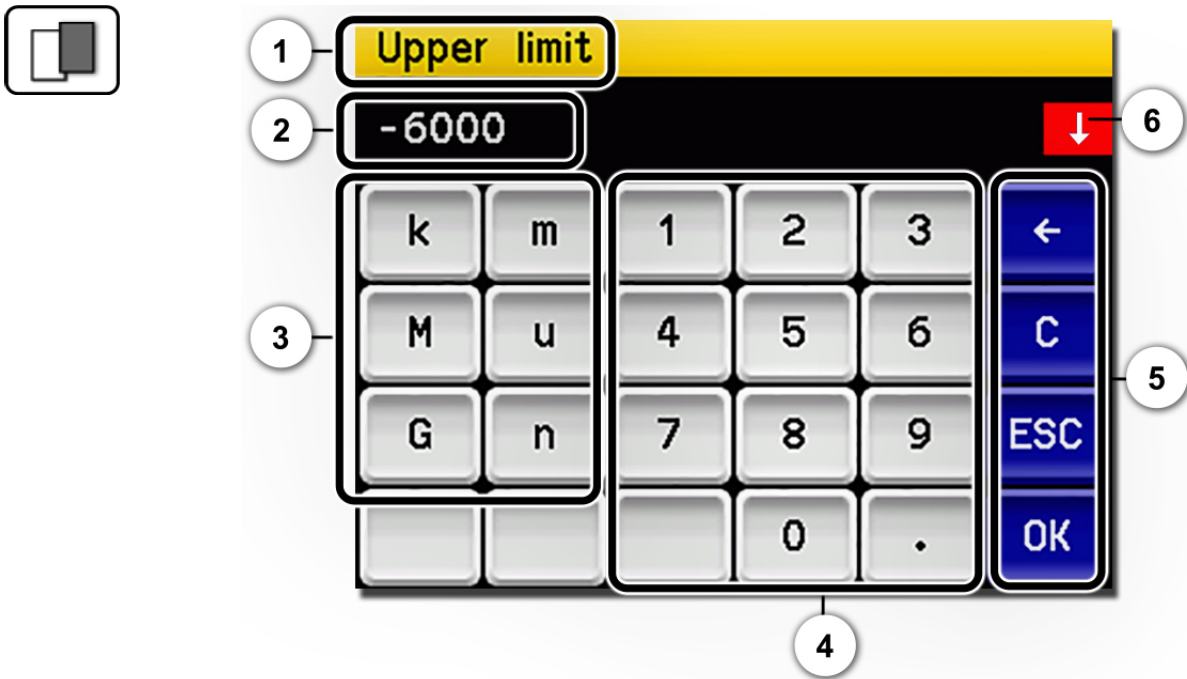 1 Upper limit
2 -6000 ↓ 6
k m 1 2 3 ←
3 M u 4 5 6 C 5
G n 7 8 9 ESC
0 . OK
4